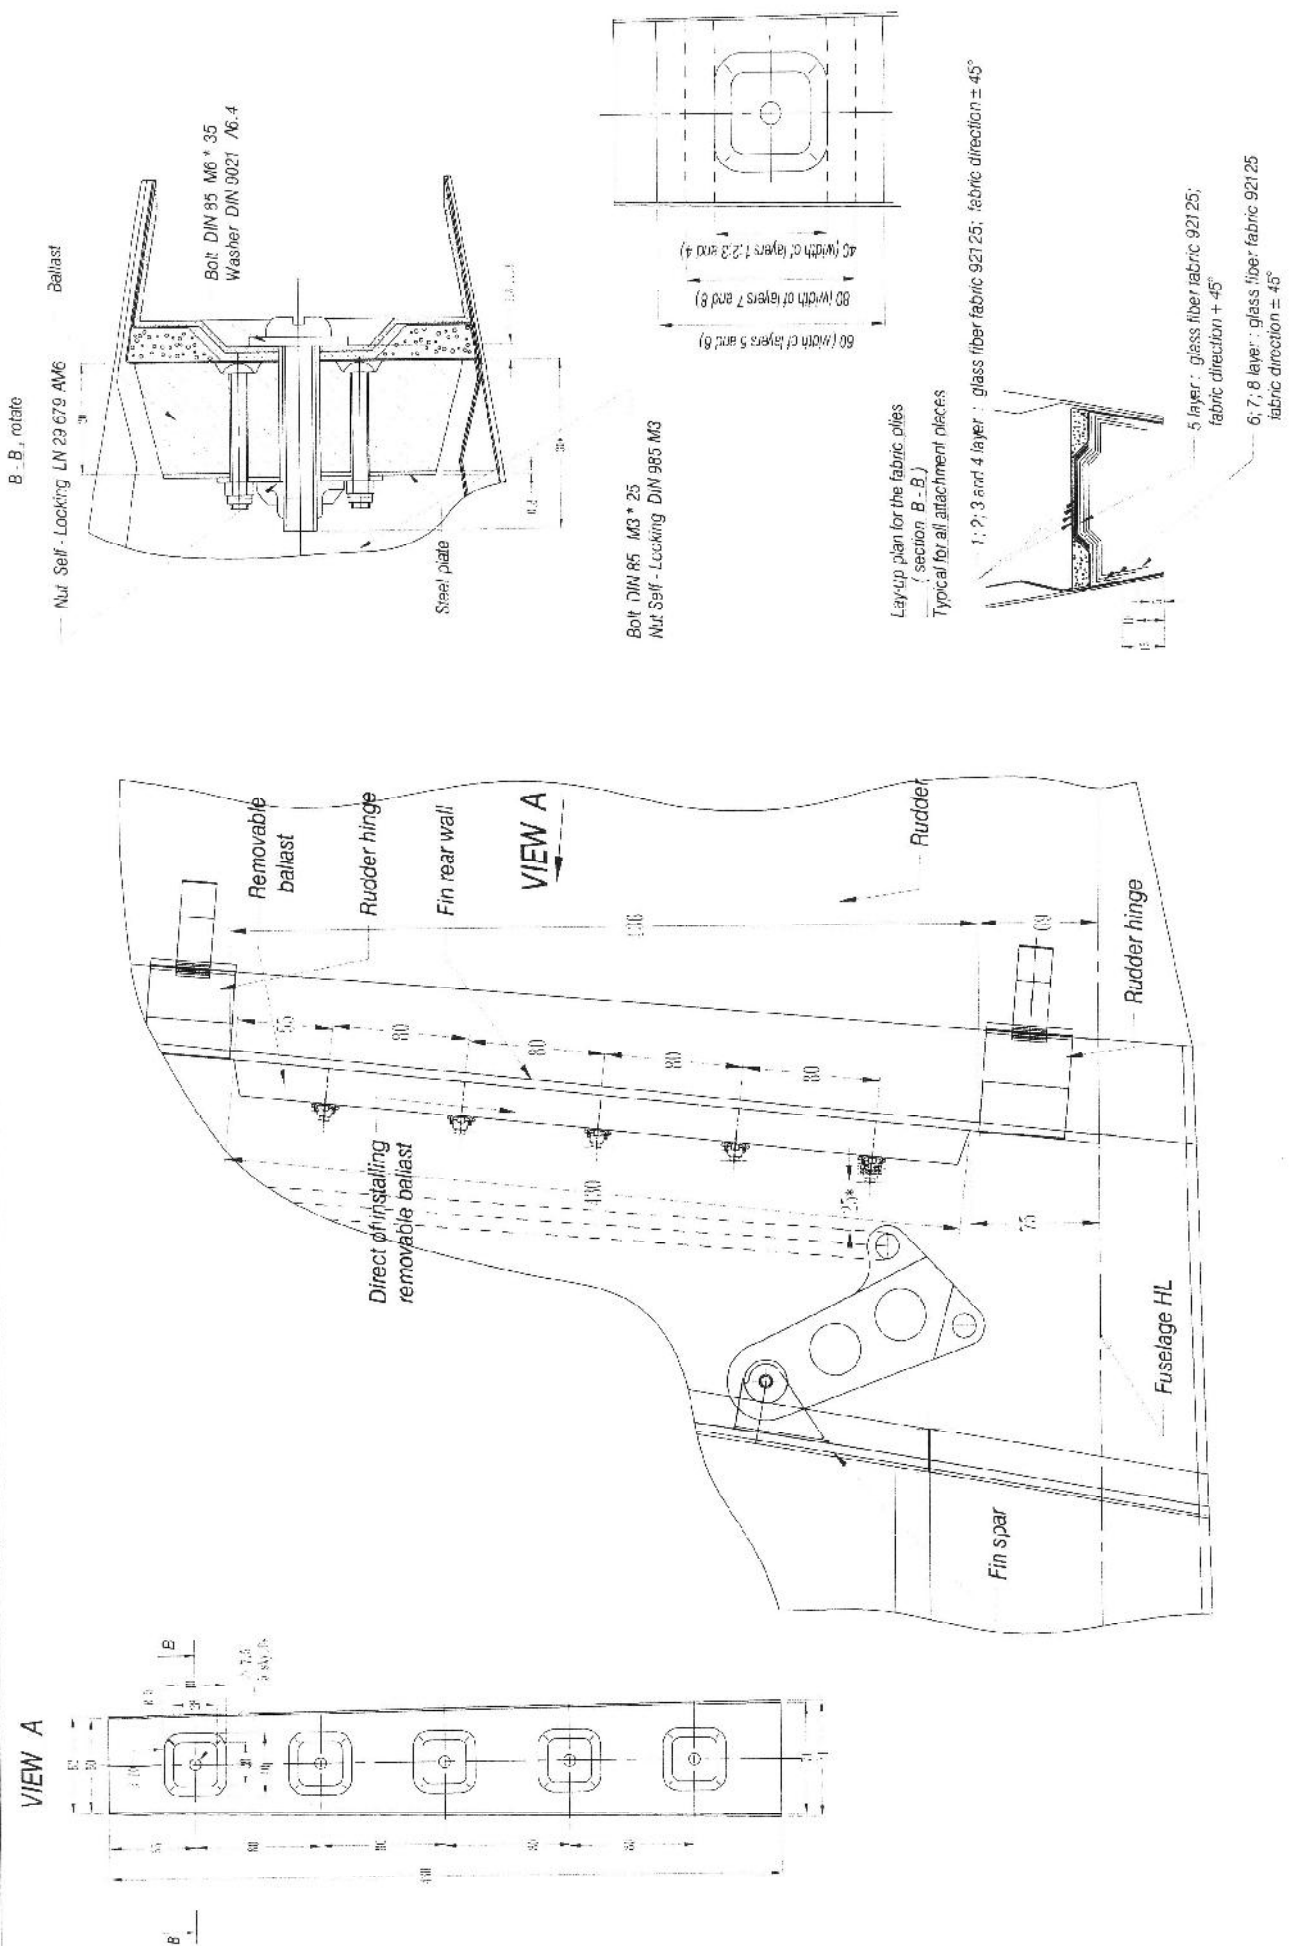 B - B , rotate
Nut Self - Locking LN 29 679 AM6
Ballast
Bolt DIN 85 M6 * 35
Washer DIN 9021 A6.4
Steel plate
Bolt DIN 85 M3 * 25
Nut Self - Locking DIN 985 M3
40 (width of layers 1;2;3 and 4)
80 (width of layers 7 and 8)
60 (width of layers 5 and 6)
Lay-up plan for the fabric plies
( section B - B )
Typical for all attachment places
1; 2; 3 and 4 layer : glass fiber fabric 92125; fabric direction ± 45°
5 layer : glass fiber fabric 92125;
fabric direction + 45°
6; 7; 8 layer : glass fiber fabric 92125
fabric direction ± 45°
Removable
ballast
Rudder hinge
Fin rear wall
VIEW A
Rudder
55
80
80
80
80
430
25*
75
Direct of installing
removable ballast
Rudder hinge
Fuselage HL
Fin spar
VIEW A
B
B